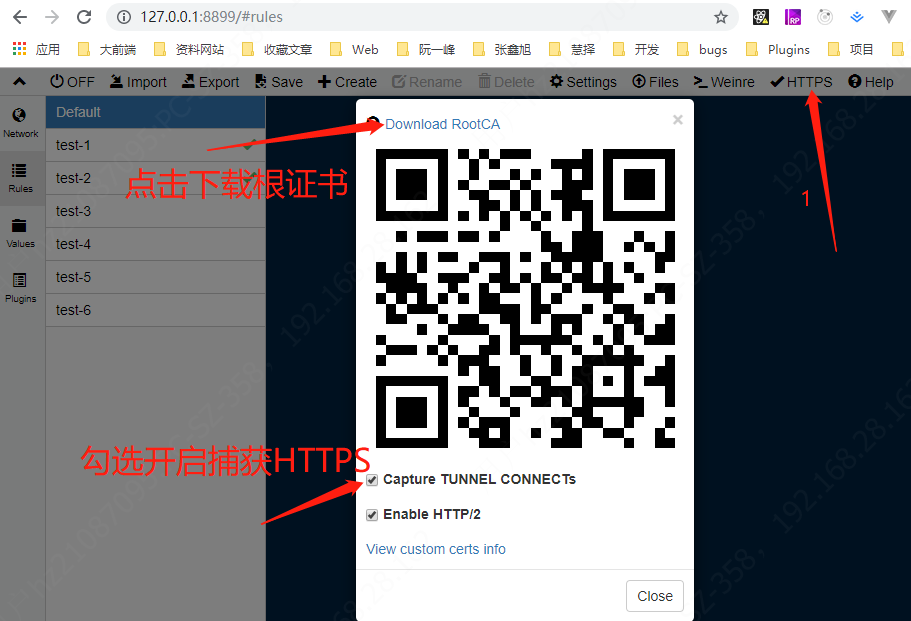 127.0.0.1:8899/#rules
应用 大前端 资料网站 收藏文章 Web 阮一峰 张鑫旭 慧择 开发 bugs Plugins 项目
OFF Import Export Save Create Rename Delete Settings Files Weinre HTTPS Help
Network
Rules
Values
Plugins
Default
test-1
test-2
test-3
test-4
test-5
test-6
Download RootCA ×
点击下载根证书
1
勾选开启捕获HTTPS
Capture TUNNEL CONNECTs
Enable HTTP/2
View custom certs info
Close